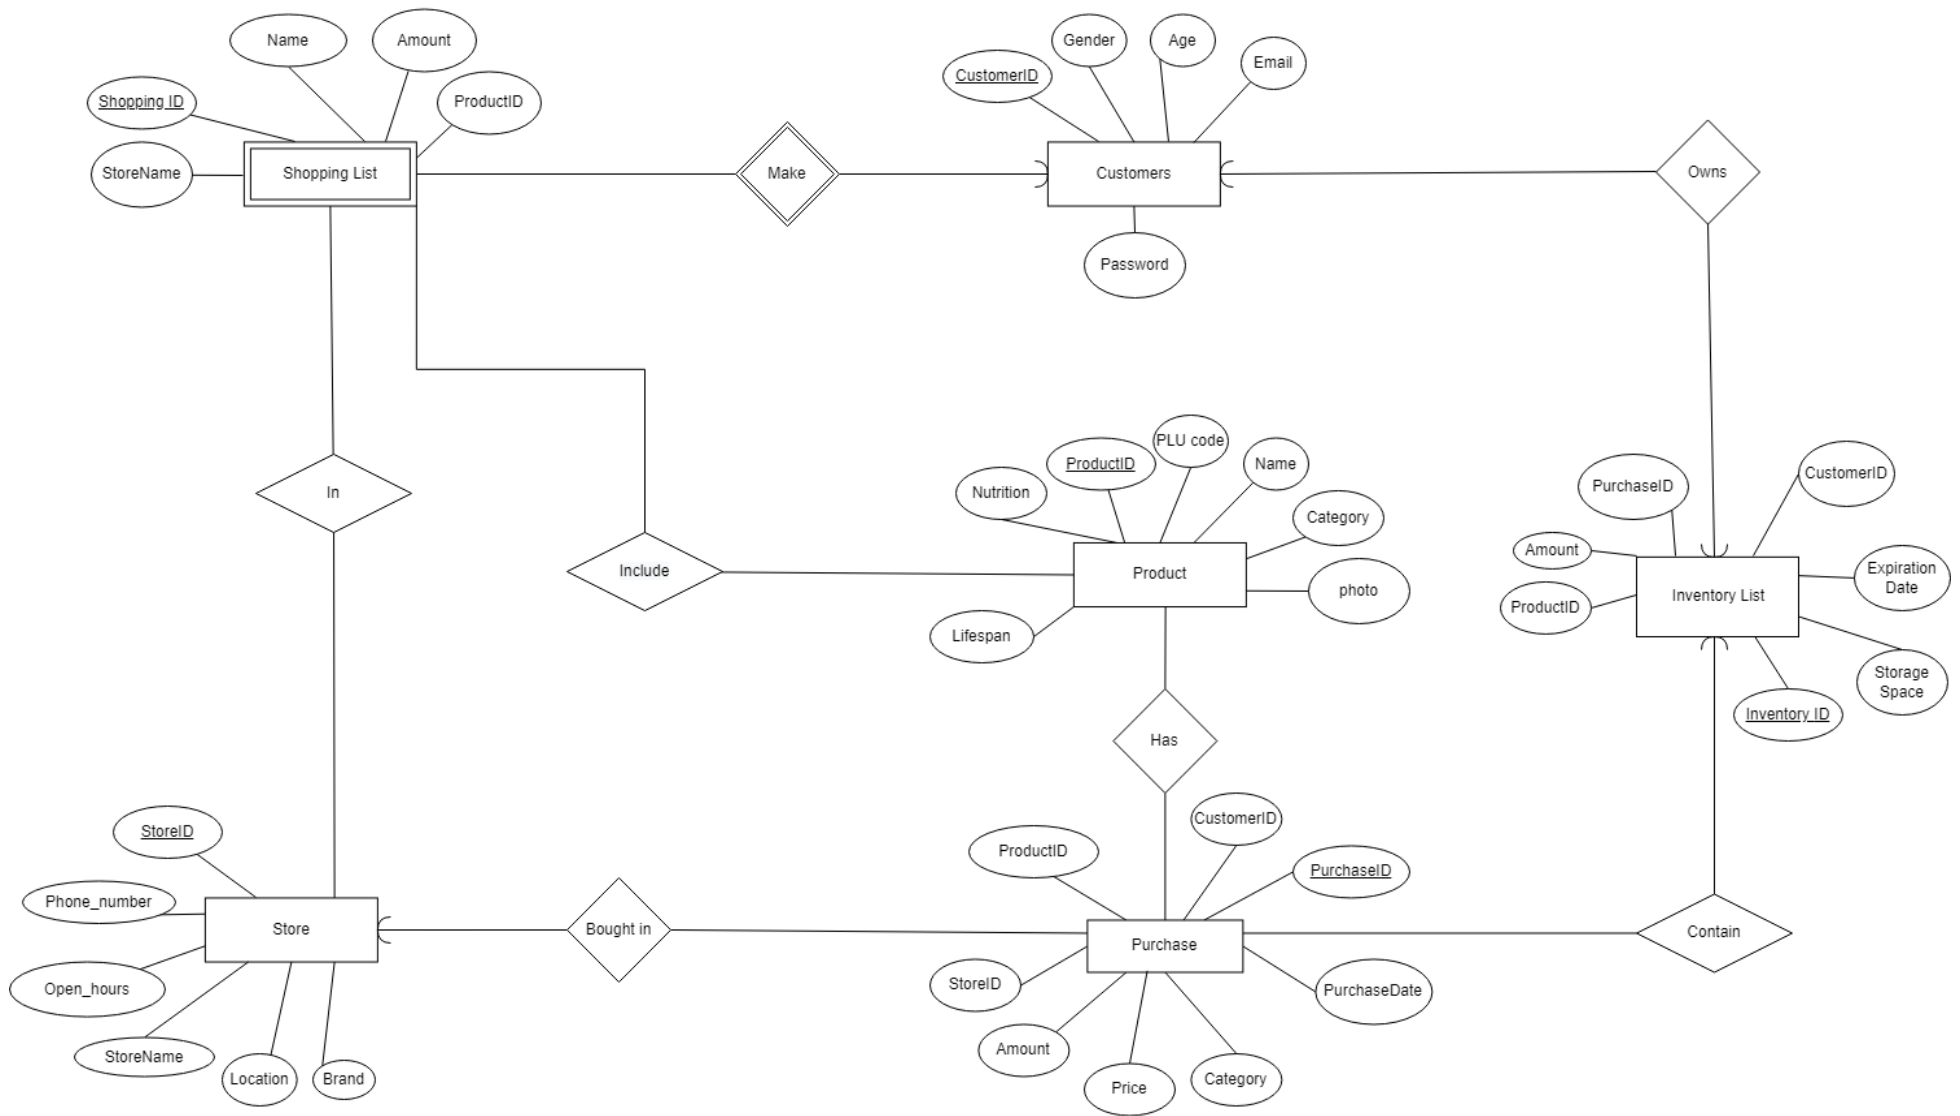 Name
Amount
Shopping ID
ProductID
StoreName
Shopping List
Make
CustomerID
Gender
Age
Email
Customers
Password
Owns
In
Include
Nutrition
ProductID
PLU code
Name
Category
Product
photo
Lifespan
PurchaseID
CustomerID
Amount
ProductID
Inventory List
Expiration
Date
Storage
Space
Inventory ID
Has
StoreID
Phone_number
Store
Open_hours
StoreName
Location
Brand
Bought in
ProductID
CustomerID
PurchaseID
Purchase
StoreID
Amount
Price
Category
PurchaseDate
Contain